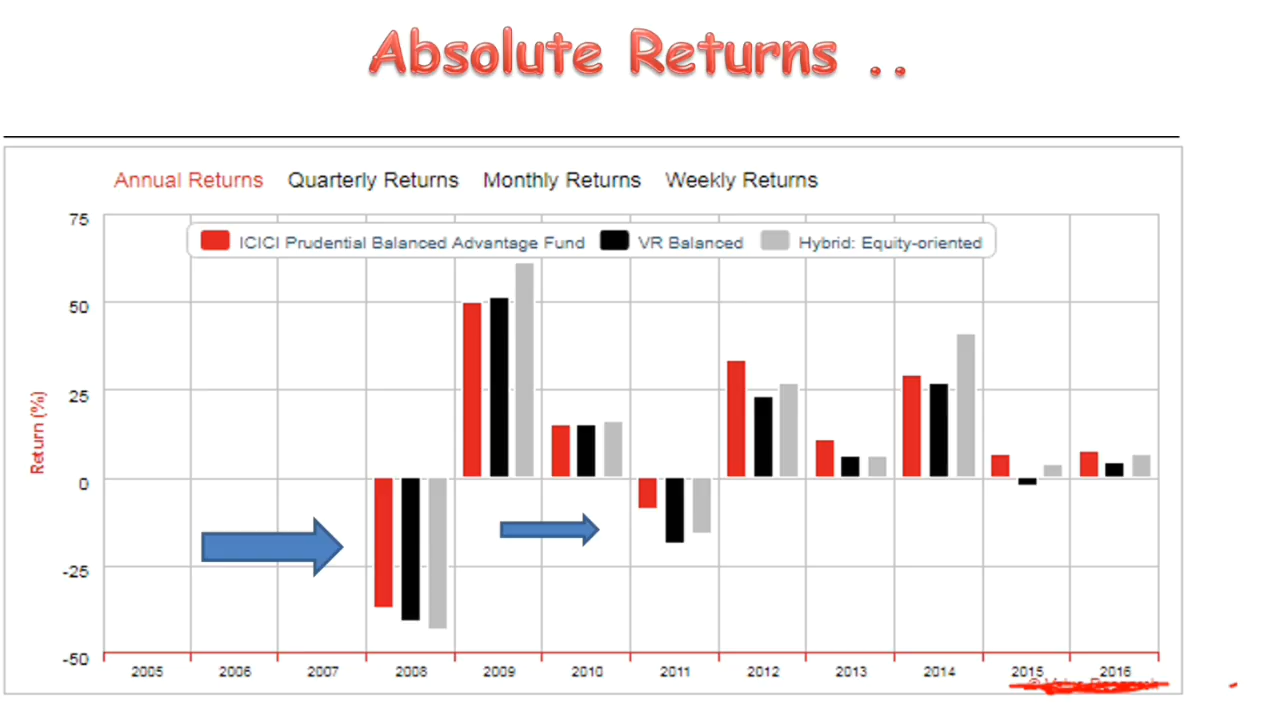 Absolute Returns ..
Annual Returns Quarterly Returns Monthly Returns Weekly Returns
ICICI Prudential Balanced Advantage Fund VR Balanced Hybrid: Equity-oriented
75
50
25
0
-25
-50
Return (%)
2005 2006 2007 2008 2009 2010 2011 2012 2013 2014 2015 2016